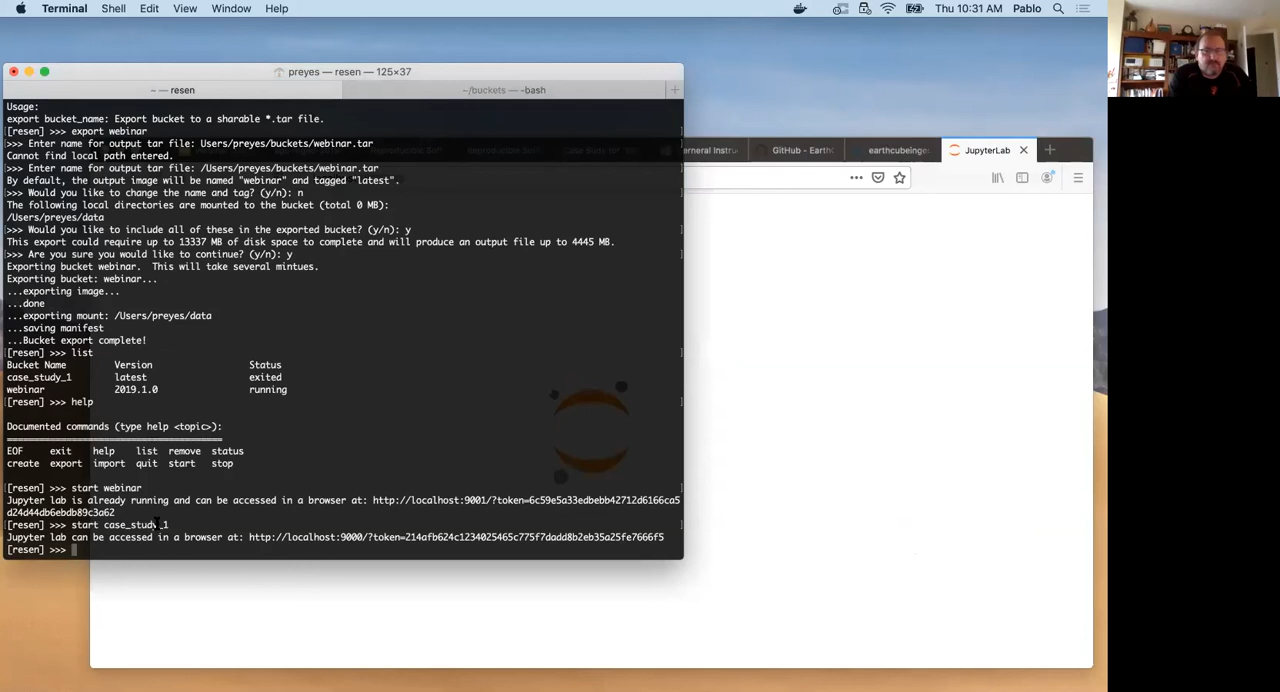 Terminal Shell Edit View Window Help Thu 10:31 AM Pablo
preyes — resen — 125×37
~ — resen ~/buckets — -bash
Usage:
export bucket_name: Export bucket to a sharable *.tar file.
[resen] >>> export webinar
>>> Enter name for output tar file: Users/preyes/buckets/webinar.tar
Cannot find local path entered.
>>> Enter name for output tar file: /Users/preyes/buckets/webinar.tar
By default, the output image will be named "webinar" and tagged "latest".
>>> Would you like to change the name and tag? (y/n): n
The following local directories are mounted to the bucket (total 0 MB):
/Users/preyes/data
>>> Would you like to include all of these in the exported bucket? (y/n): y
This export could require up to 13337 MB of disk space to complete and will produce an output file up to 4445 MB.
>>> Are you sure you would like to continue? (y/n): y
Exporting bucket webinar.  This will take several mintues.
Exporting bucket: webinar...
...exporting image...
...done
...exporting mount: /Users/preyes/data
...saving manifest
...Bucket export complete!
[resen] >>> list
Bucket Name Version Status
case_study_1 latest exited
webinar 2019.1.0 running
[resen] >>> help
Documented commands (type help <topic>):
========================================
EOF exit help list remove status
create export import quit start stop
[resen] >>> start webinar
Jupyter lab is already running and can be accessed in a browser at: http://localhost:9001/?token=6c59e5a33edbebb42712d6166ca5
d24d44db6ebdb89c3a62
[resen] >>> start case_study_1
Jupyter lab can be accessed in a browser at: http://localhost:9000/?token=214afb624c1234025465c775f7dadd8b2eb35a25fe7666f5
[resen] >>>
eneral Instru GitHub - Earth earthcubeinge JupyterLab